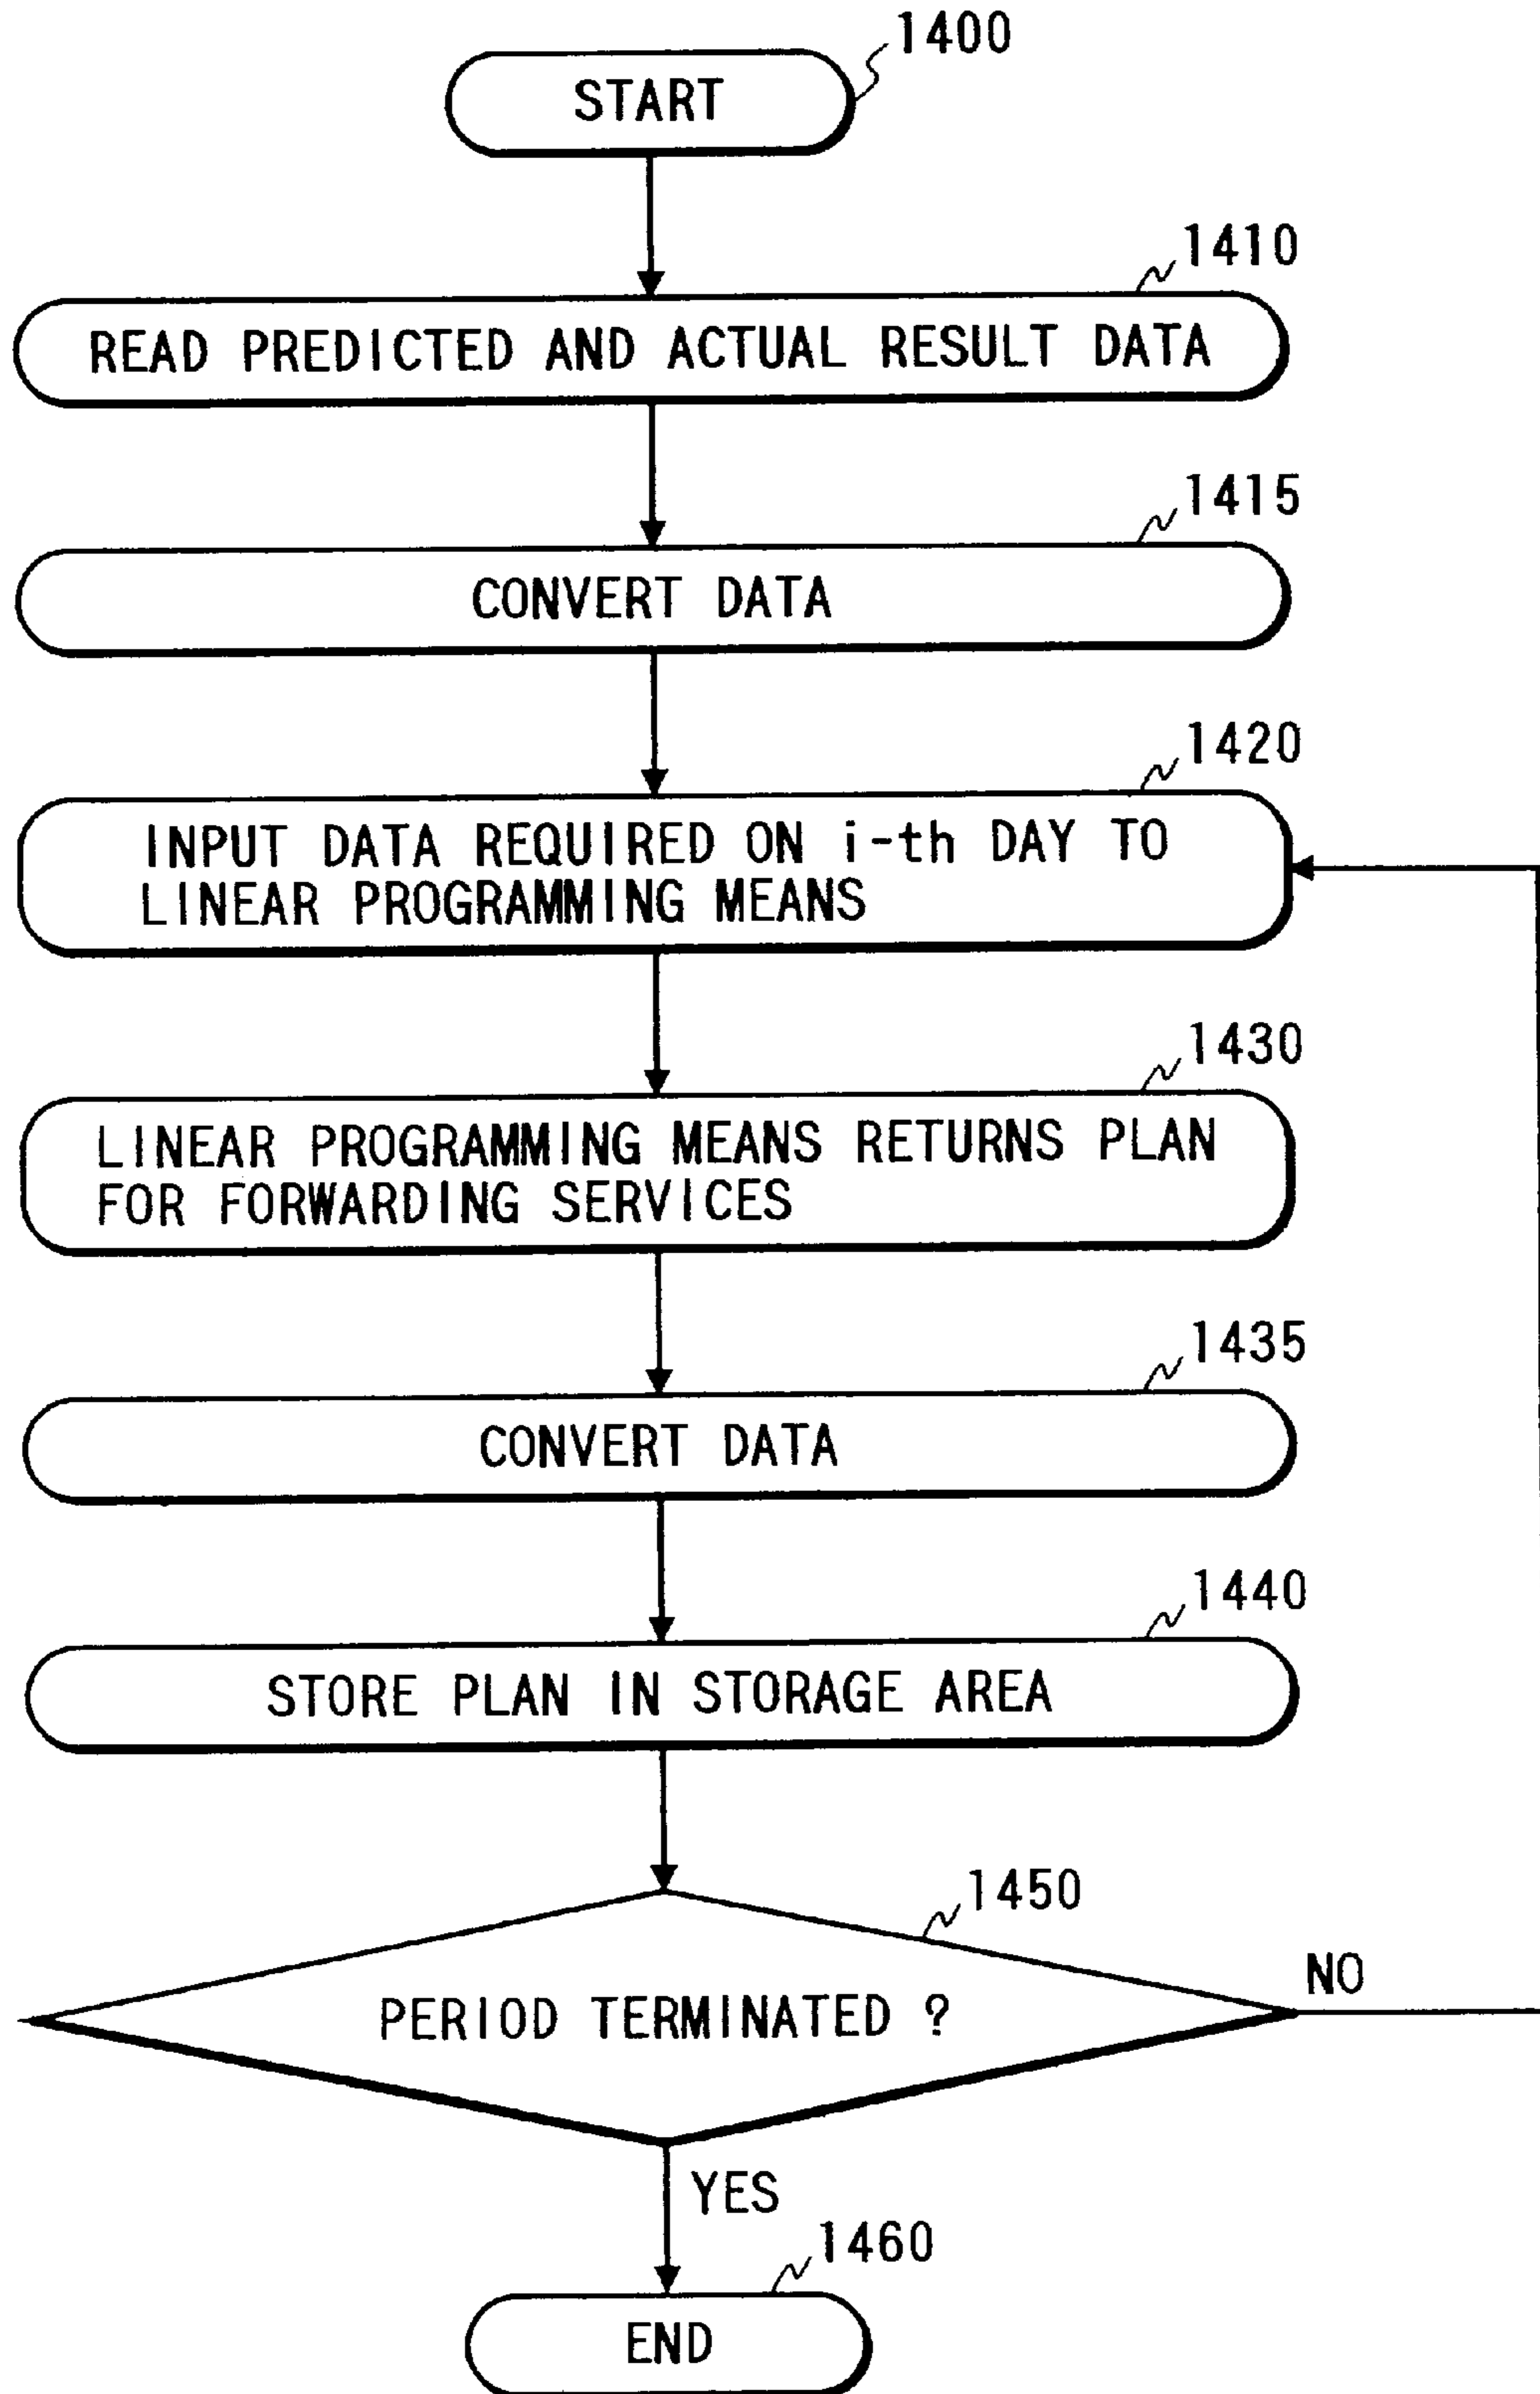 1400
START
1410
READ PREDICTED AND ACTUAL RESULT DATA
1415
CONVERT DATA
1420
INPUT DATA REQUIRED ON i-th DAY TO
LINEAR PROGRAMMING MEANS
1430
LINEAR PROGRAMMING MEANS RETURNS PLAN
FOR FORWARDING SERVICES
1435
CONVERT DATA
1440
STORE PLAN IN STORAGE AREA
1450
NO
PERIOD TERMINATED ?
YES
1460
END